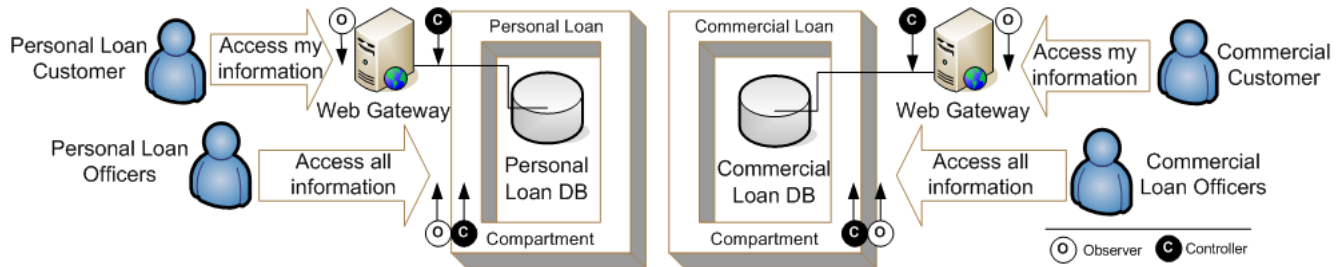 O
C
Personal Loan
Commercial Loan
C
O
Personal Loan
Customer
Access my
information
Web Gateway
Access my
information
Commercial
Customer
Web Gateway
Personal Loan
Officers
Access all
information
Personal
Loan DB
Commercial
Loan DB
Access all
information
Commercial
Loan Officers
O
C
Compartment
Compartment
C
O
O Observer
C Controller